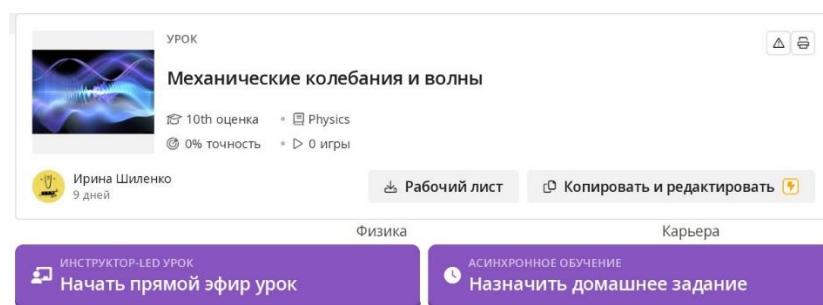 УРОК
Механические колебания и волны
10th оценка • Physics
0% точность • 0 игры
Ирина Шиленко
9 дней
Рабочий лист
Копировать и редактировать
Физика Карьера
ИНСТРУКТОР-LED УРОК
Начать прямой эфир урок
АСИНХРОННОЕ ОБУЧЕНИЕ
Назначить домашнее задание